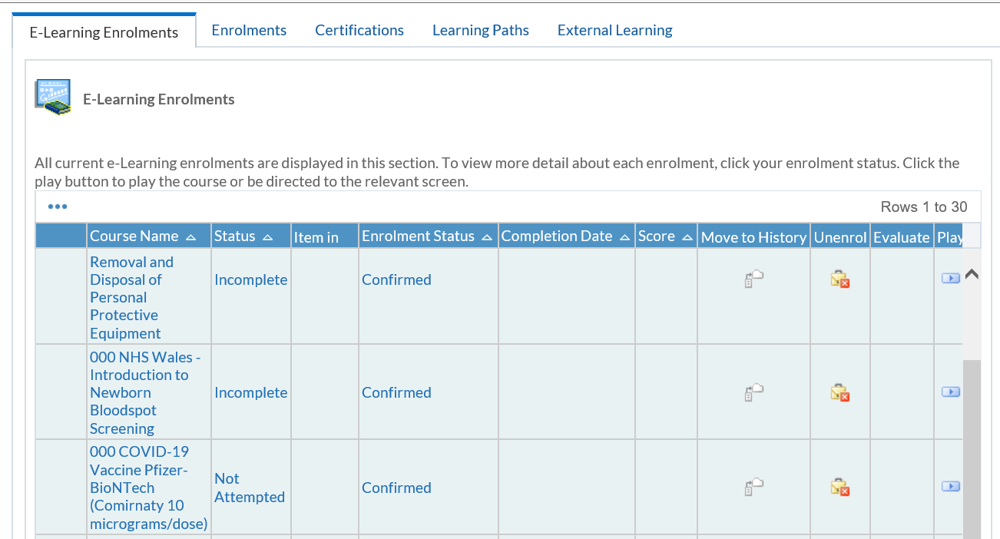 E-Learning Enrolments
Enrolments
Certifications
Learning Paths
External Learning
E-Learning Enrolments
All current e-Learning enrolments are displayed in this section. To view more detail about each enrolment, click your enrolment status. Click the
play button to play the course or be directed to the relevant screen.
Rows 1 to 30
Course Name Status Item in Enrolment Status Completion Date Score Move to History Unenrol Evaluate Play
Removal and
Disposal of
Personal
Protective
Equipment
Incomplete
Confirmed
000 NHS Wales -
Introduction to
Newborn
Bloodspot
Screening
Incomplete
Confirmed
000 COVID-19
Vaccine Pfizer-
BioNTech
(Comirnaty 10
micrograms/dose)
Not
Attempted
Confirmed